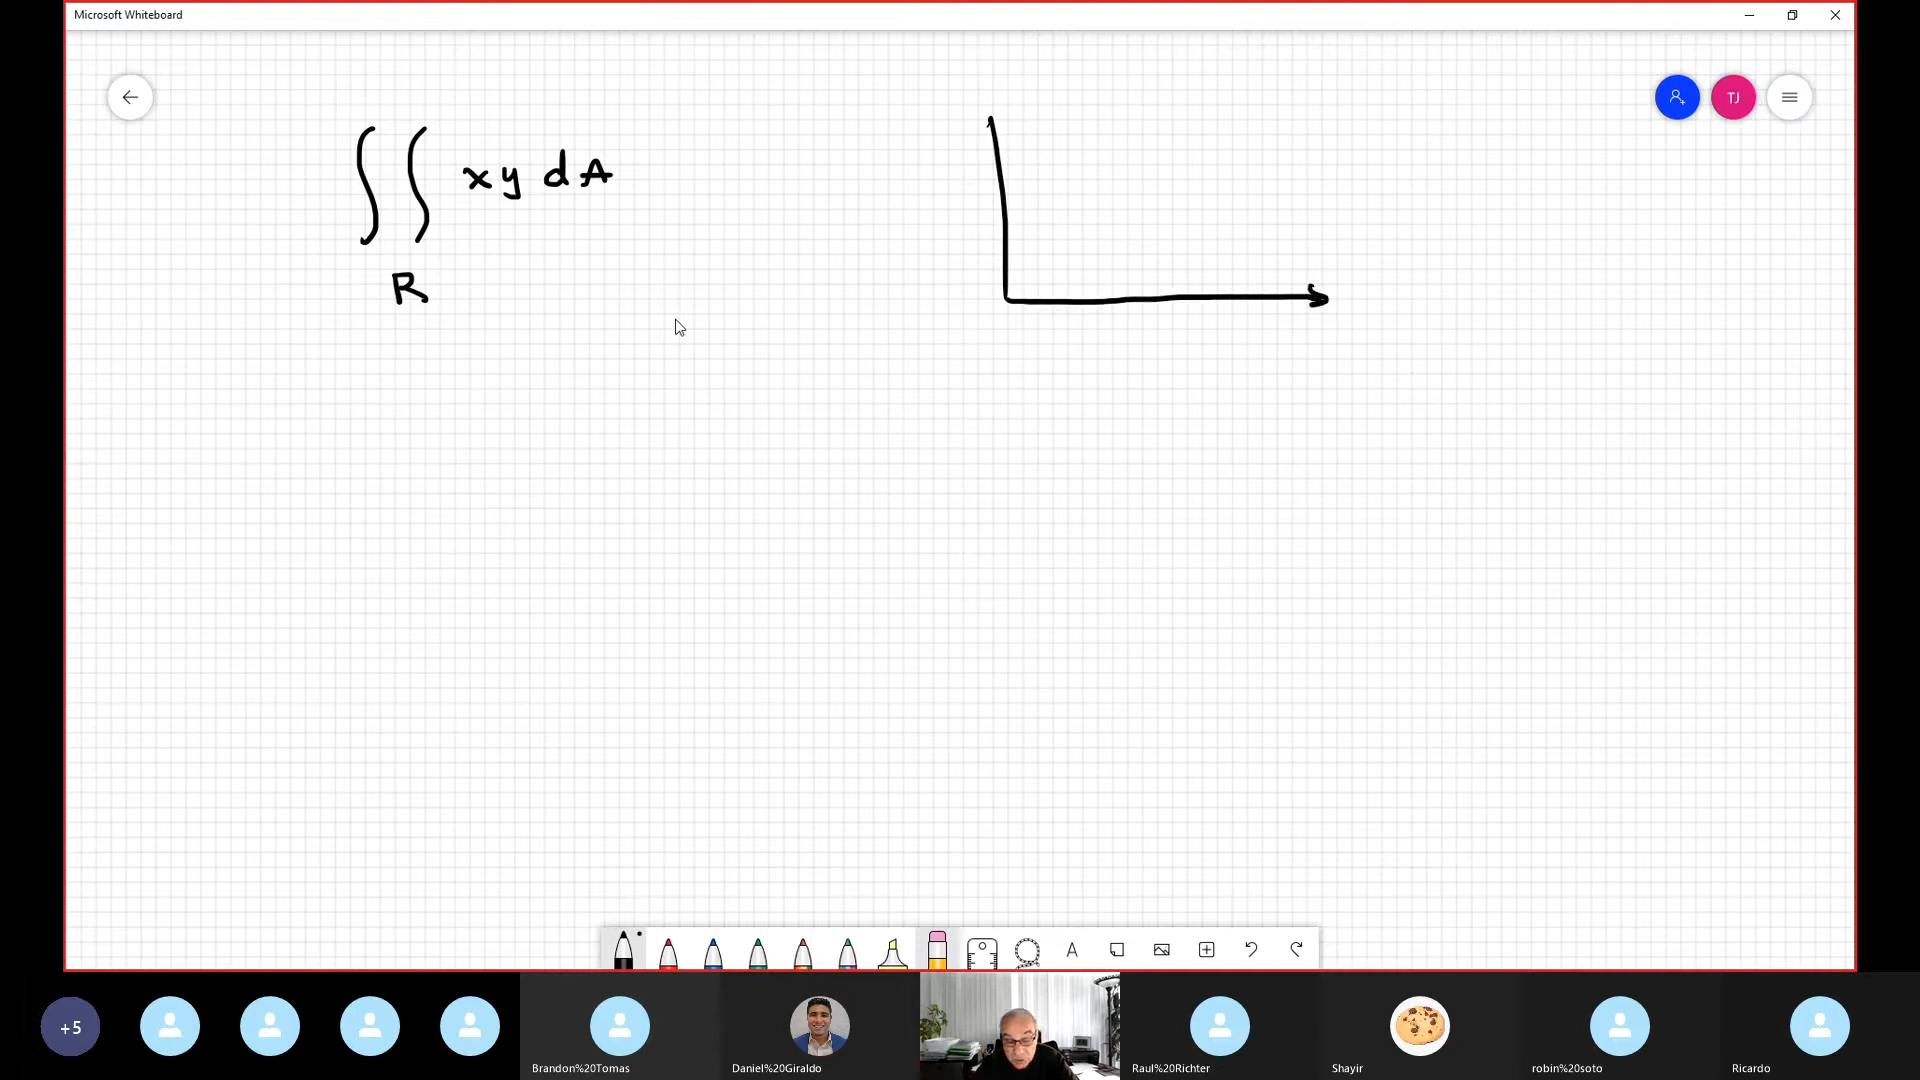 Microsoft Whiteboard
TJ
∫∫ xy dA
R
A
+5
Brandon%20Tomas
Daniel%20Giraldo
Raul%20Richter
Shayir
robin%20soto
Ricardo